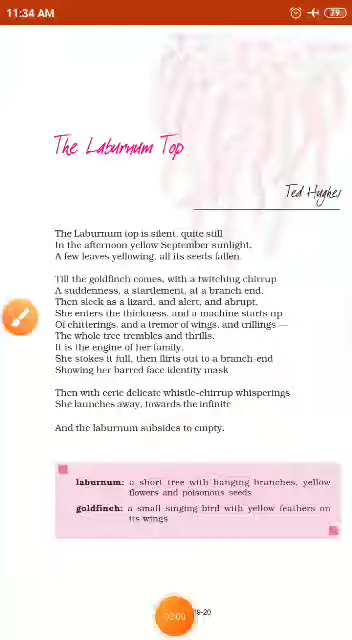 11:34 AM
79
The Laburnum Top
Ted Hughes
The Laburnum top is silent, quite still
In the afternoon yellow September sunlight,
A few leaves yellowing, all its seeds fallen.
Till the goldfinch comes, with a twitching chirrup
A suddenness, a startlement, at a branch end.
Then sleek as a lizard, and alert, and abrupt,
She enters the thickness, and a machine starts up
Of chitterings, and a tremor of wings, and trillings —
The whole tree trembles and thrills.
It is the engine of her family.
She stokes it full, then flirts out to a branch-end
Showing her barred face identity mask
Then with eerie delicate whistle-chirrup whisperings
She launches away, towards the infinite
And the laburnum subsides to empty.
laburnum: a short tree with hanging branches, yellow
flowers and poisonous seeds
goldfinch: a small singing bird with yellow feathers on
its wings
00:00 19-20